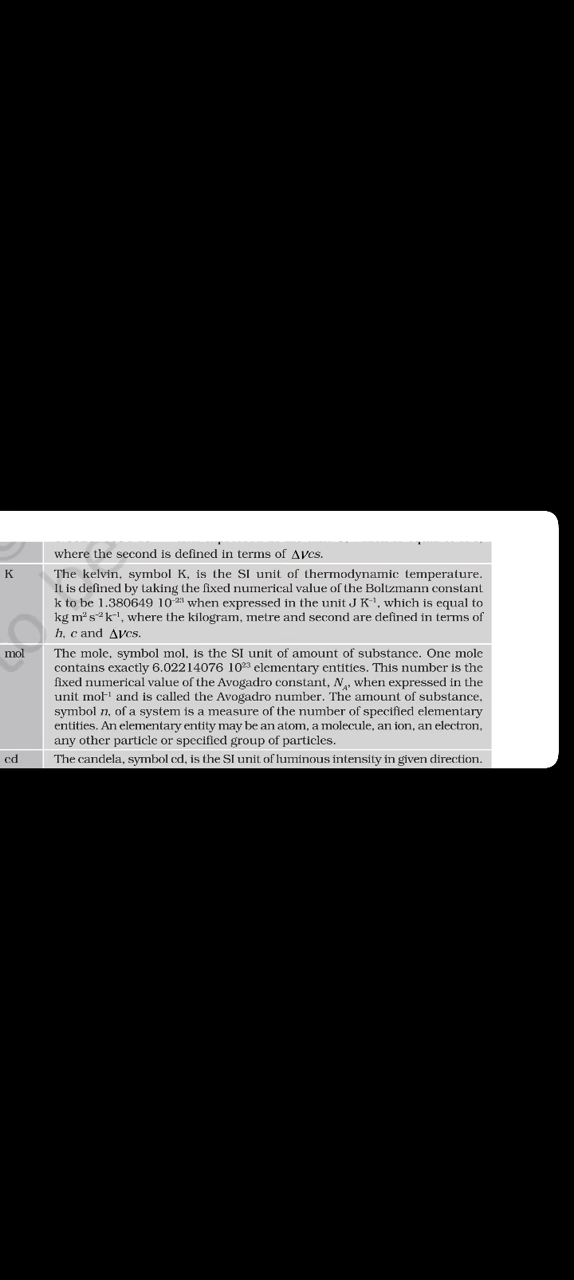 where the second is defined in terms of ΔVcs.
K The kelvin, symbol K, is the SI unit of thermodynamic temperature.
It is defined by taking the fixed numerical value of the Boltzmann constant
k to be 1.380649 10⁻²³ when expressed in the unit J K⁻¹, which is equal to
kg m² s⁻² k⁻¹, where the kilogram, metre and second are defined in terms of
h, c and ΔVcs.
mol The mole, symbol mol, is the SI unit of amount of substance. One mole
contains exactly 6.02214076 10²³ elementary entities. This number is the
fixed numerical value of the Avogadro constant, N_A, when expressed in the
unit mol⁻¹ and is called the Avogadro number. The amount of substance,
symbol n, of a system is a measure of the number of specified elementary
entities. An elementary entity may be an atom, a molecule, an ion, an electron,
any other particle or specified group of particles.
cd The candela, symbol cd, is the SI unit of luminous intensity in given direction.
to be